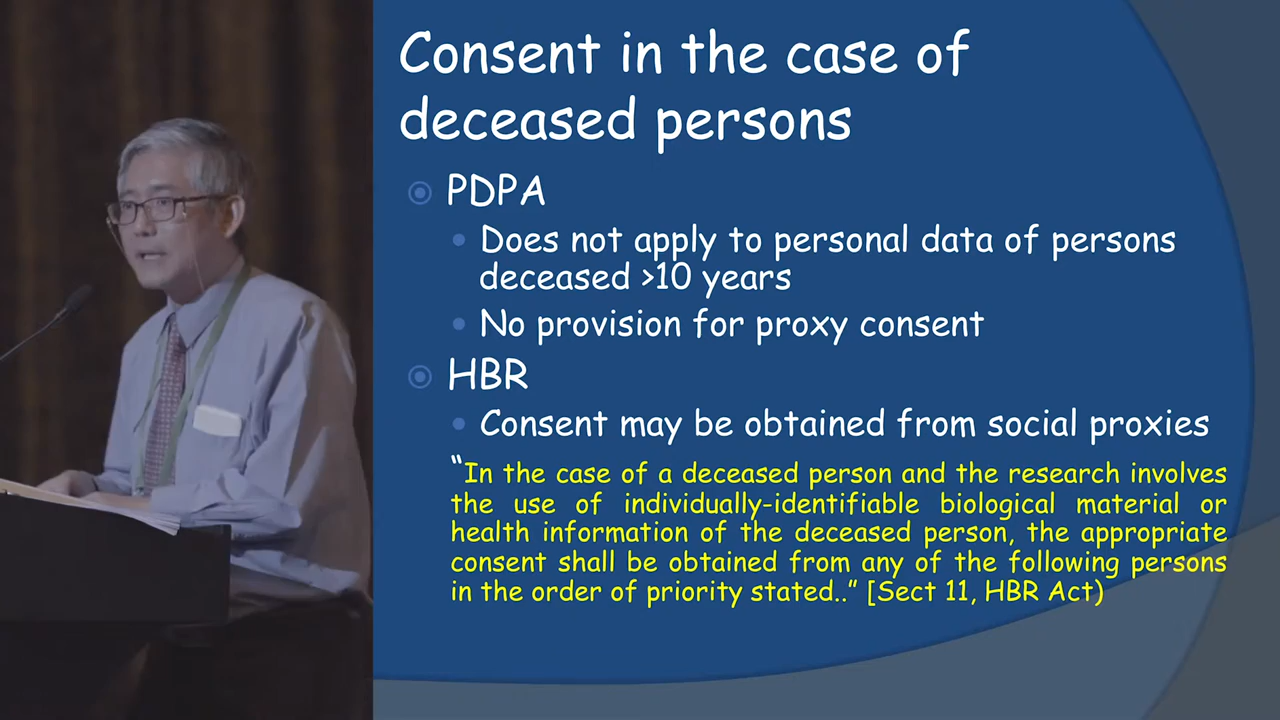 Consent in the case of
deceased persons
PDPA
Does not apply to personal data of persons
deceased >10 years
No provision for proxy consent
HBR
Consent may be obtained from social proxies
“In the case of a deceased person and the research involves
the use of individually-identifiable biological material or
health information of the deceased person, the appropriate
consent shall be obtained from any of the following persons
in the order of priority stated..” [Sect 11, HBR Act)